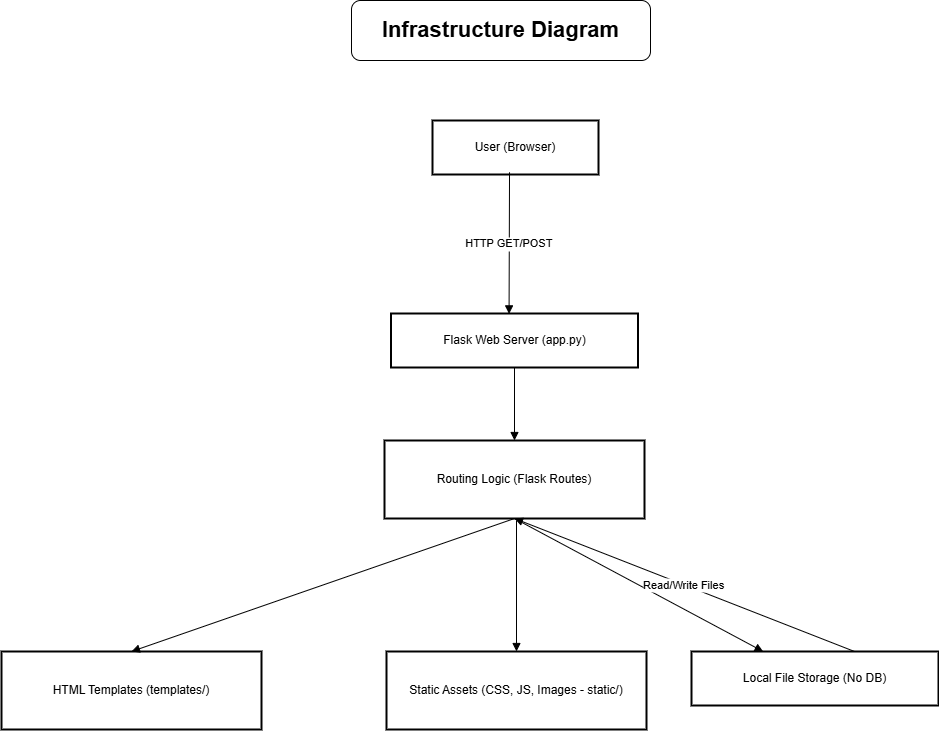 Infrastructure Diagram
User (Browser)
HTTP GET/POST
Flask Web Server (app.py)
Routing Logic (Flask Routes)
Read/Write Files
HTML Templates (templates/)
Static Assets (CSS, JS, Images - static/)
Local File Storage (No DB)